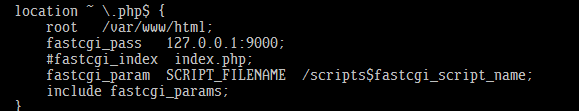 location ~ \.php$ {
    root   /var/www/html;
    fastcgi_pass   127.0.0.1:9000;
    #fastcgi_index  index.php;
    fastcgi_param  SCRIPT_FILENAME  /scripts$fastcgi_script_name;
    include fastcgi_params;
}